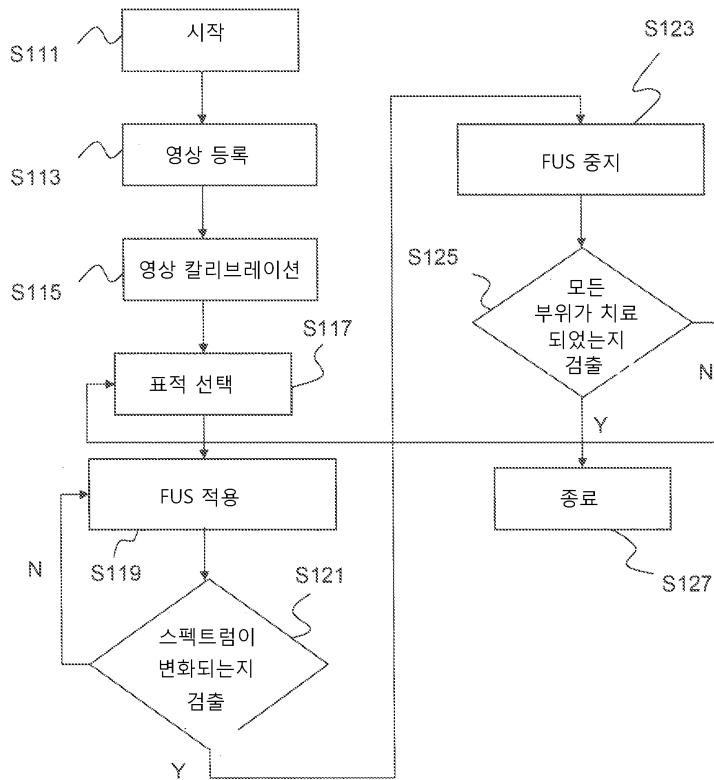 시작
S111
영상 등록
S113
영상 칼리브레이션
S115
S117
표적 선택
FUS 적용
S119
N
S121
스펙트럼이
변화되는지
검출
Y
S123
FUS 중지
S125
모든
부위가 치료
되었는지
검출
N
Y
종료
S127